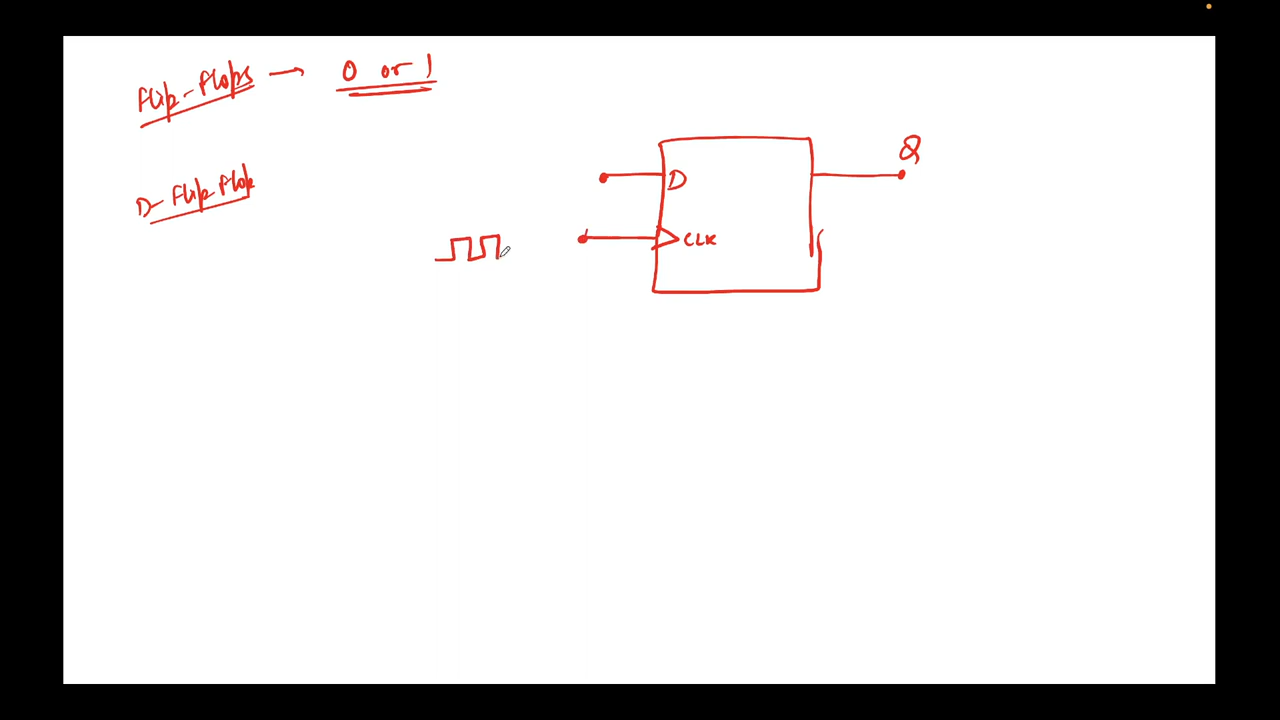 Flip-Flops → 0 or 1
Q
D-Flip Flop
D
CLK